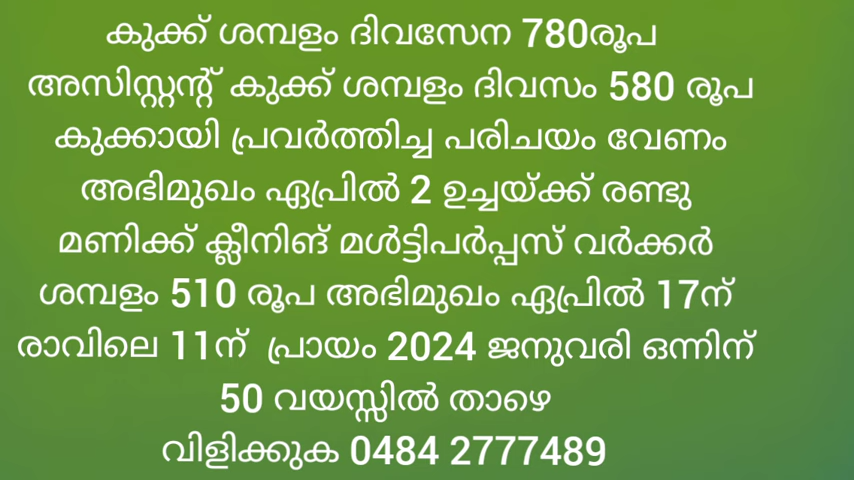 കുക്ക് ശമ്പളം ദിവസേന 780രൂപ
അസിസ്റ്റന്റ് കുക്ക് ശമ്പളം ദിവസം 580 രൂപ
കുക്കായി പ്രവർത്തിച്ച പരിചയം വേണം
അഭിമുഖം ഏപ്രിൽ 2 ഉച്ചയ്ക്ക് രണ്ടു
മണിക്ക് ക്ലീനിങ് മൾട്ടിപർപ്പസ് വർക്കർ
ശമ്പളം 510 രൂപ അഭിമുഖം ഏപ്രിൽ 17ന്
രാവിലെ 11ന് പ്രായം 2024 ജനുവരി ഒന്നിന്
50 വയസ്സിൽ താഴെ
വിളിക്കുക 0484 2777489